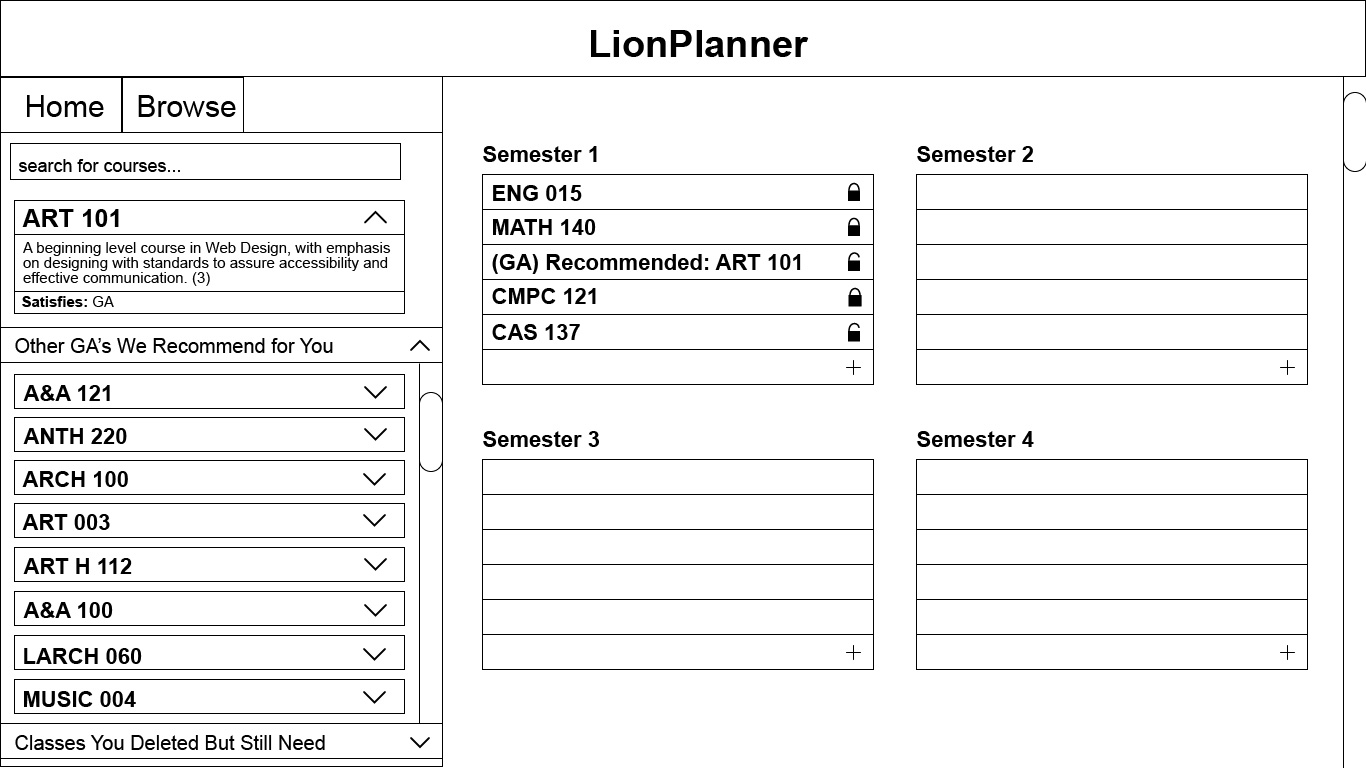 LionPlanner
Home
Browse
search for courses...
ART 101
A beginning level course in Web Design, with emphasis
on designing with standards to assure accessibility and
effective communication. (3)
Satisfies: GA
Other GA's We Recommend for You
A&A 121
ANTH 220
ARCH 100
ART 003
ART H 112
A&A 100
LARCH 060
MUSIC 004
Classes You Deleted But Still Need
Semester 1
ENG 015
MATH 140
(GA) Recommended: ART 101
CMPC 121
CAS 137
Semester 2
Semester 3
Semester 4